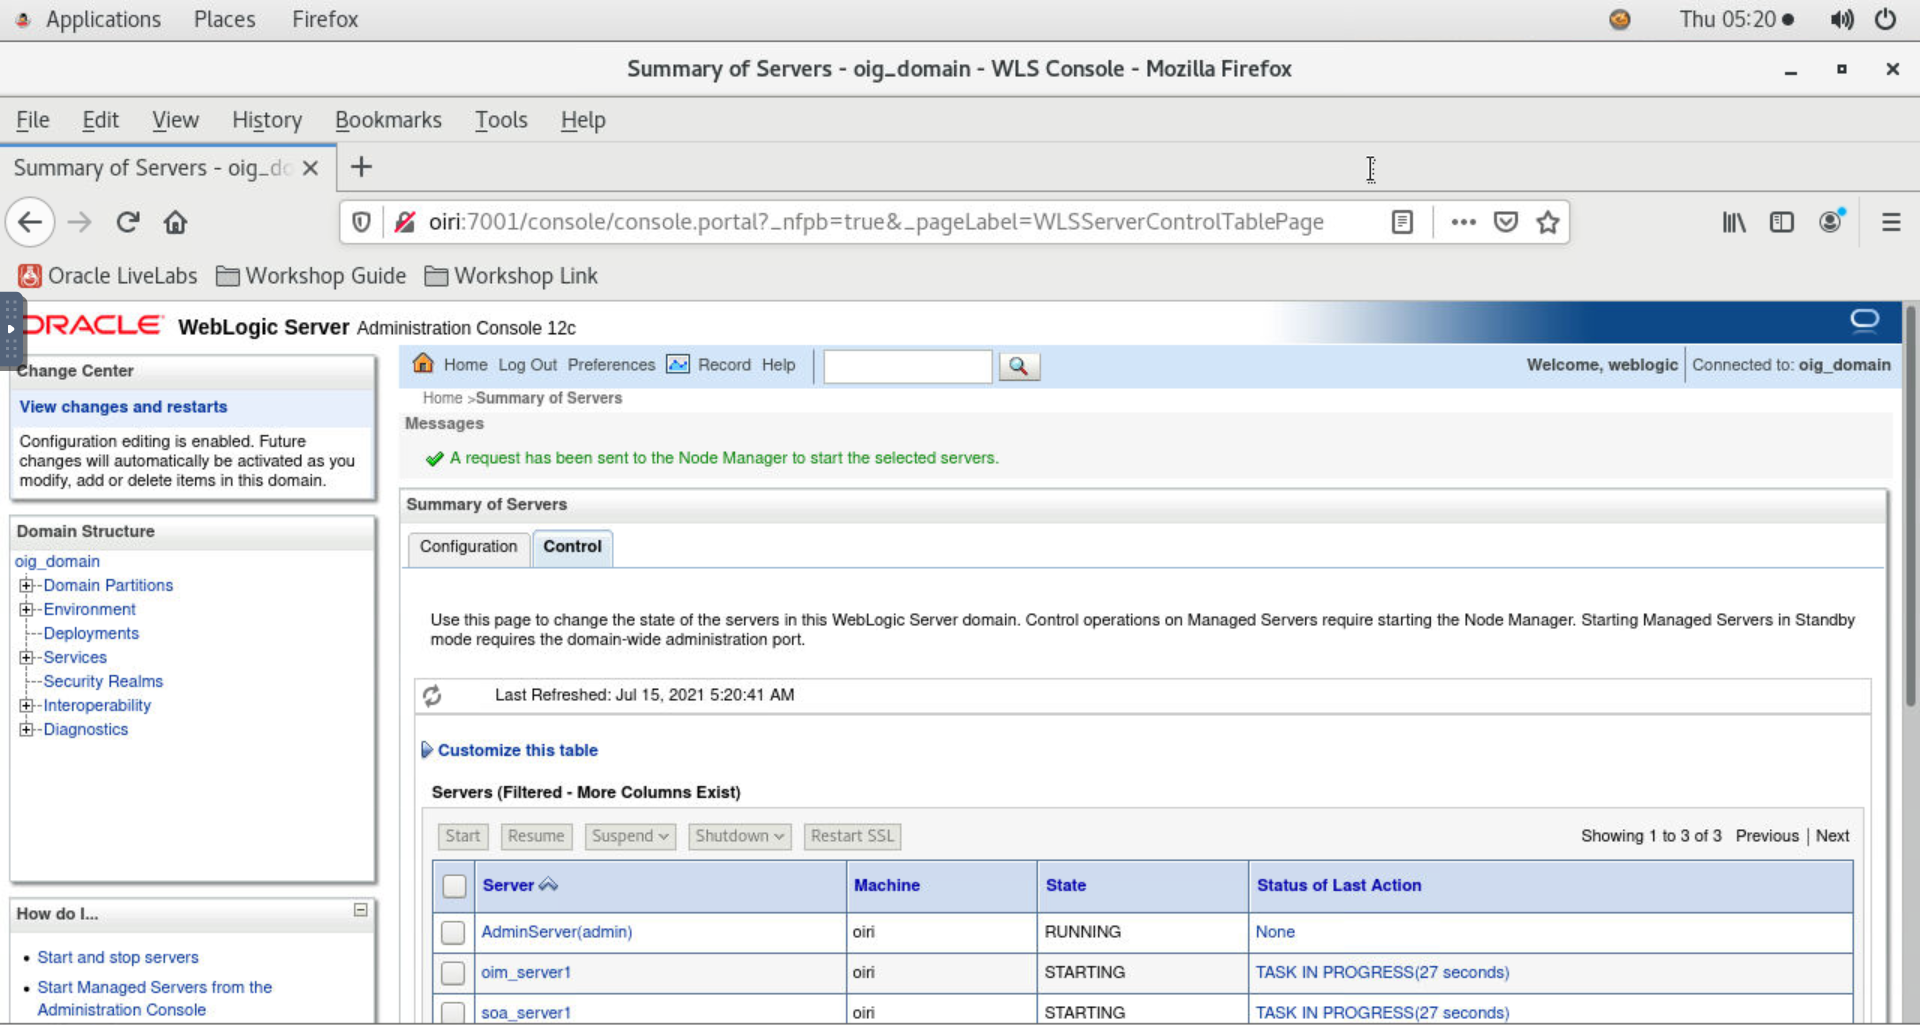 Applications Places Firefox Thu 05:20
Summary of Servers - oig_domain - WLS Console - Mozilla Firefox
File Edit View History Bookmarks Tools Help
Summary of Servers - oig_do
oiri:7001/console/console.portal?_nfpb=true&_pageLabel=WLSServerControlTablePage
Oracle LiveLabs Workshop Guide Workshop Link
ORACLE WebLogic Server Administration Console 12c
Change Center
View changes and restarts
Configuration editing is enabled. Future
changes will automatically be activated as you
modify, add or delete items in this domain.
Domain Structure
oig_domain
Domain Partitions
Environment
Deployments
Services
Security Realms
Interoperability
Diagnostics
How do I...
Start and stop servers
Start Managed Servers from the
Administration Console
Home Log Out Preferences Record Help
Welcome, weblogic Connected to: oig_domain
Home >Summary of Servers
Messages
A request has been sent to the Node Manager to start the selected servers.
Summary of Servers
Configuration Control
Use this page to change the state of the servers in this WebLogic Server domain. Control operations on Managed Servers require starting the Node Manager. Starting Managed Servers in Standby
mode requires the domain-wide administration port.
Last Refreshed: Jul 15, 2021 5:20:41 AM
Customize this table
Servers (Filtered - More Columns Exist)
Start Resume Suspend Shutdown Restart SSL Showing 1 to 3 of 3 Previous | Next
Server Machine State Status of Last Action
AdminServer(admin) oiri RUNNING None
oim_server1 oiri STARTING TASK IN PROGRESS(27 seconds)
soa_server1 oiri STARTING TASK IN PROGRESS(27 seconds)